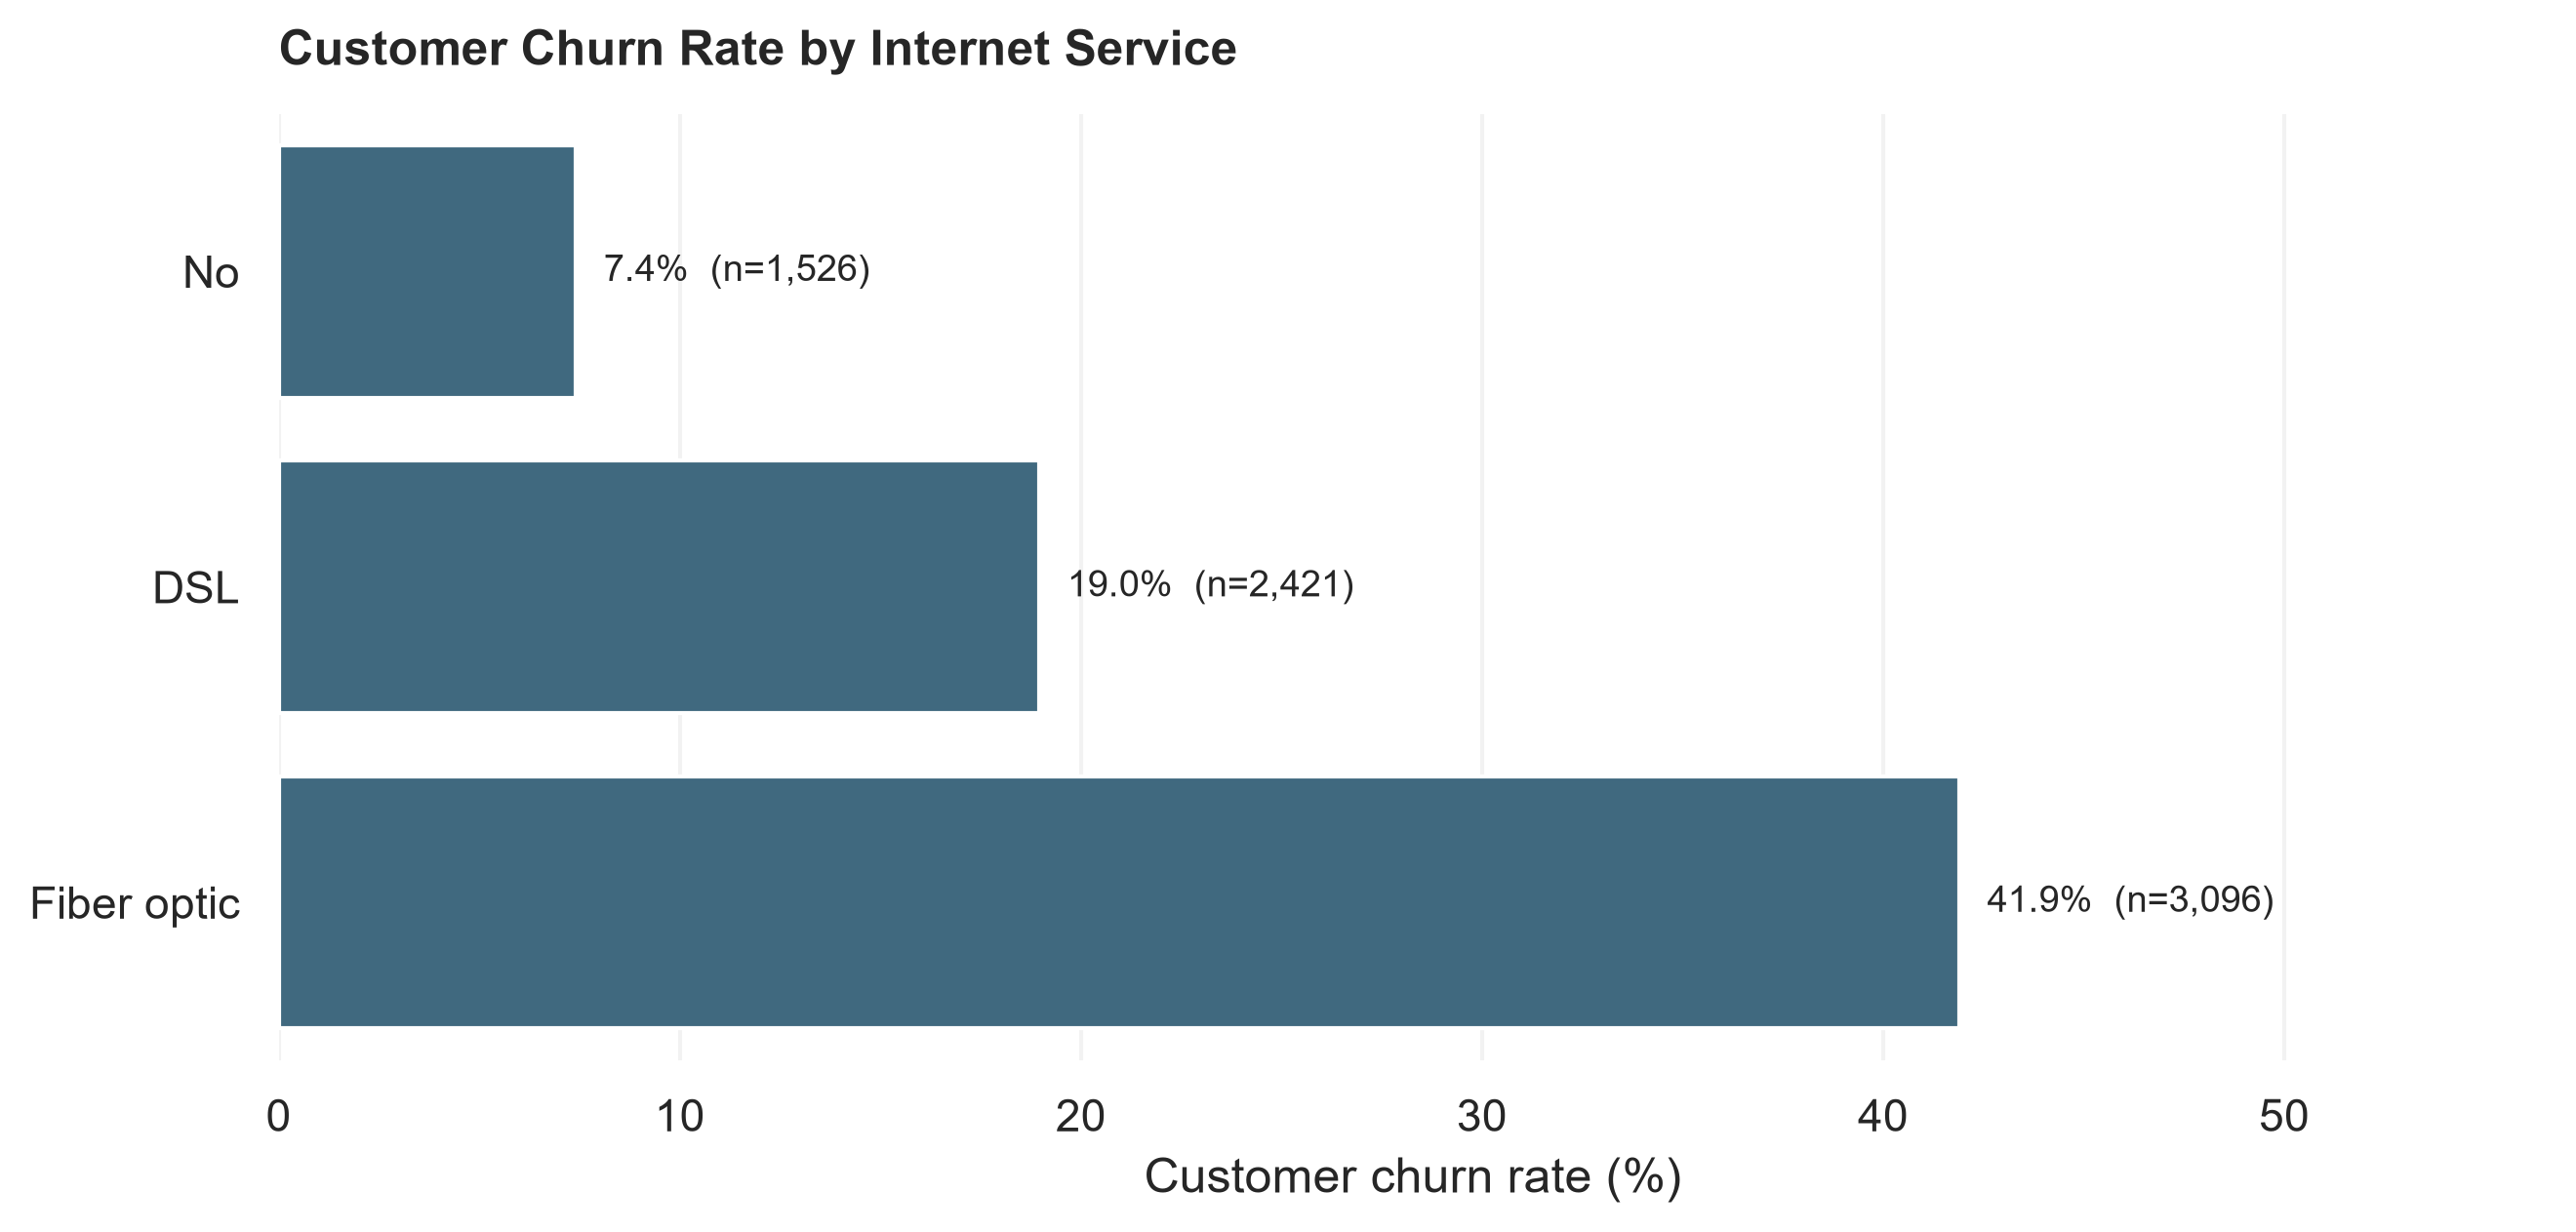 Customer Churn Rate by Internet Service
No
7.4% (n=1,526)
DSL
19.0% (n=2,421)
Fiber optic
41.9% (n=3,096)
0 10 20 30 40 50
Customer churn rate (%)